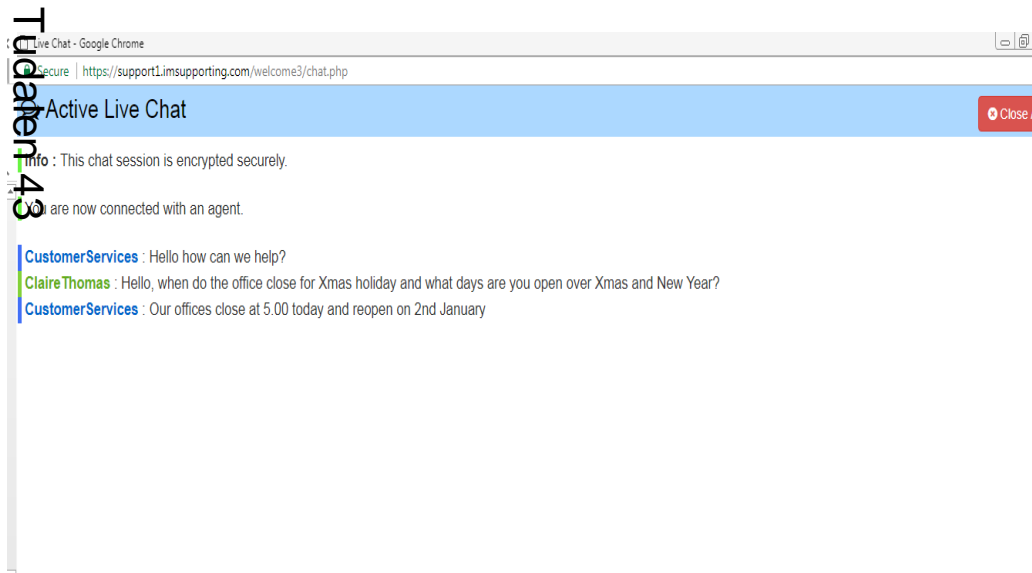 Tudalen 43
Live Chat - Google Chrome
Secure | https://support1.imsupporting.com/welcome3/chat.php
Active Live Chat
Close
Info : This chat session is encrypted securely.
You are now connected with an agent.
CustomerServices : Hello how can we help?
ClaireThomas : Hello, when do the office close for Xmas holiday and what days are you open over Xmas and New Year?
CustomerServices : Our offices close at 5.00 today and reopen on 2nd January